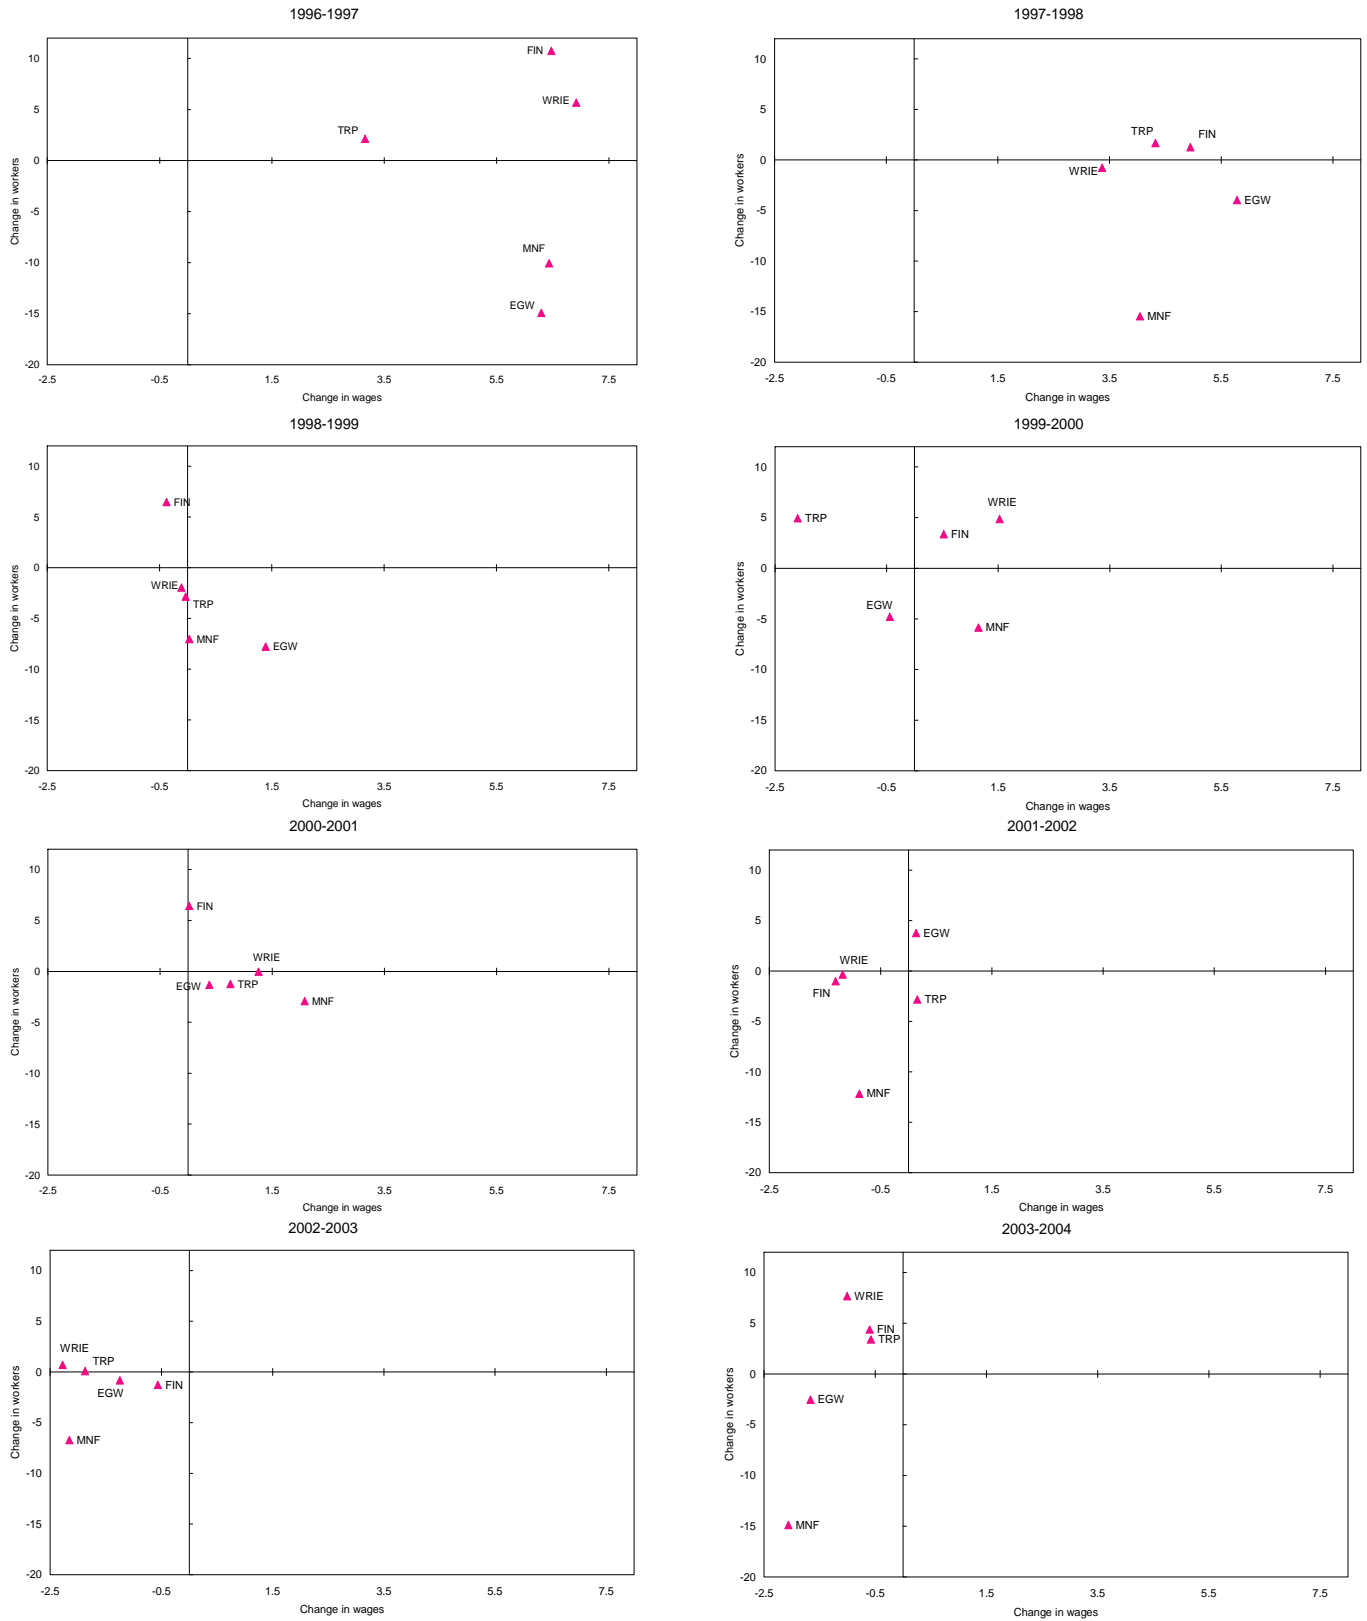 1996-1997
10
5
0
-5
-10
-15
-20
Change in workers
FIN
WRIE
TRP
MNF
EGW
-2.5 -0.5 1.5 3.5 5.5 7.5
Change in wages
1997-1998
10
5
0
-5
-10
-15
-20
Change in workers
TRP
FIN
WRIE
EGW
MNF
-2.5 -0.5 1.5 3.5 5.5 7.5
Change in wages
1998-1999
10
5
0
-5
-10
-15
-20
Change in workers
FIN
WRIE
TRP
MNF
EGW
-2.5 -0.5 1.5 3.5 5.5 7.5
Change in wages
1999-2000
10
5
0
-5
-10
-15
-20
Change in workers
WRIE
TRP
FIN
EGW
MNF
-2.5 -0.5 1.5 3.5 5.5 7.5
Change in wages
2000-2001
10
5
0
-5
-10
-15
-20
Change in workers
FIN
WRIE
EGW
TRP
MNF
-2.5 -0.5 1.5 3.5 5.5 7.5
Change in wages
2001-2002
10
5
0
-5
-10
-15
-20
Change in workers
EGW
WRIE
FIN
TRP
MNF
-2.5 -0.5 1.5 3.5 5.5 7.5
Change in wages
2002-2003
10
5
0
-5
-10
-15
-20
Change in workers
WRIE
TRP
EGW
FIN
MNF
-2.5 -0.5 1.5 3.5 5.5 7.5
Change in wages
2003-2004
10
5
0
-5
-10
-15
-20
Change in workers
WRIE
FIN
TRP
EGW
MNF
-2.5 -0.5 1.5 3.5 5.5 7.5
Change in wages